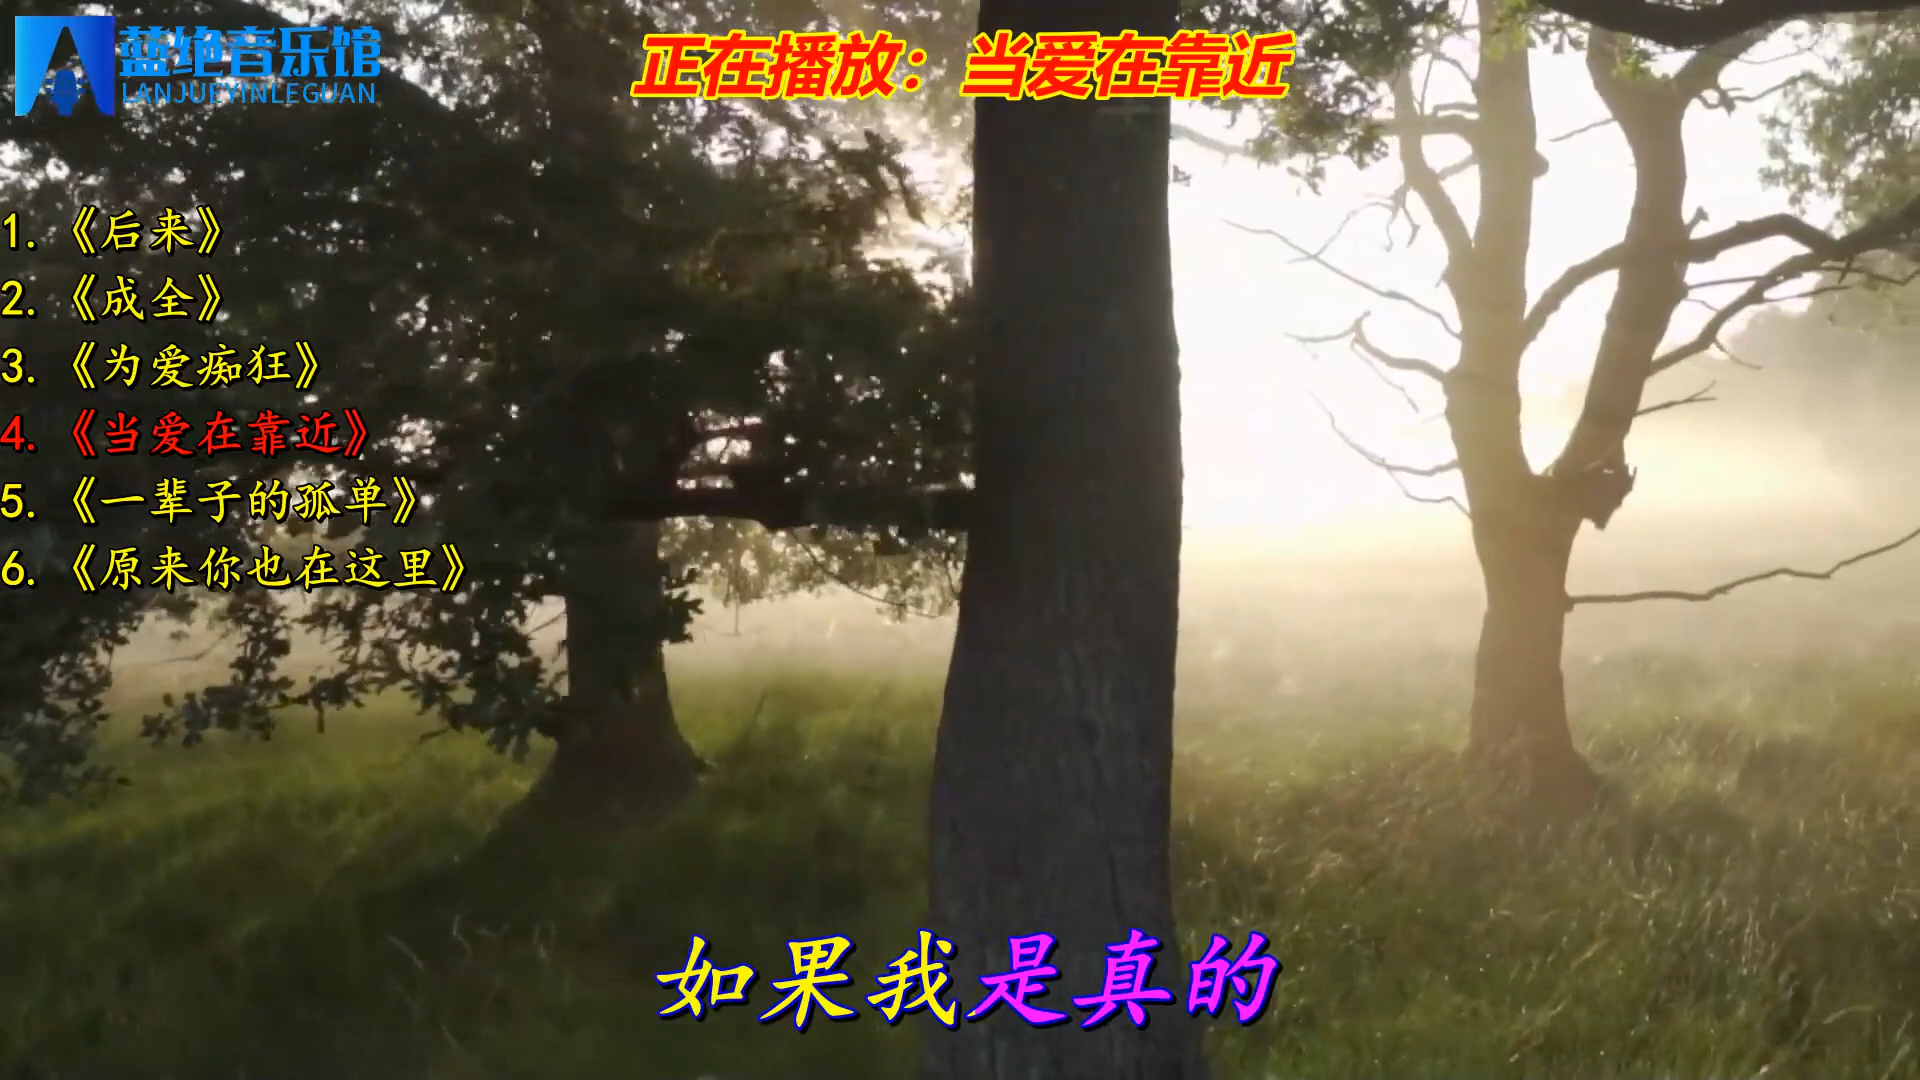 蓝绝音乐馆
LANJUEYINLEGUAN
正在播放：当爱在靠近
1.《后来》
2.《成全》
3.《为爱痴狂》
4.《当爱在靠近》
5.《一辈子的孤单》
6.《原来你也在这里》
如果我是真的